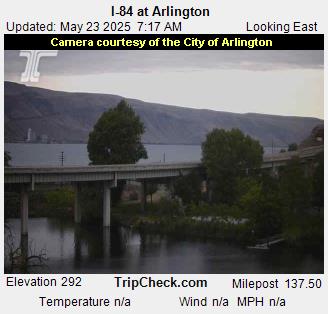 I-84 at Arlington
Updated: May 23 2025 7:17 AM Looking East
Camera courtesy of the City of Arlington
Elevation 292 TripCheck.com Milepost 137.50
Temperature n/a Wind n/a MPH n/a